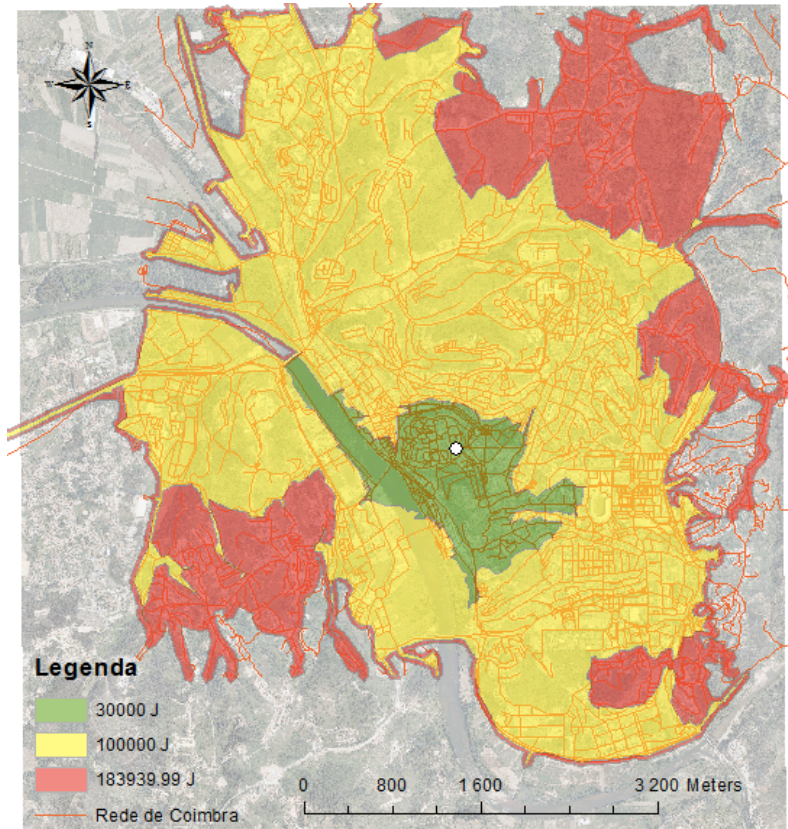 N
W
E
S
Legenda
30000 J
100000 J
183939.99 J
Rede de Coimbra
0 800 1 600 3 200 Meters